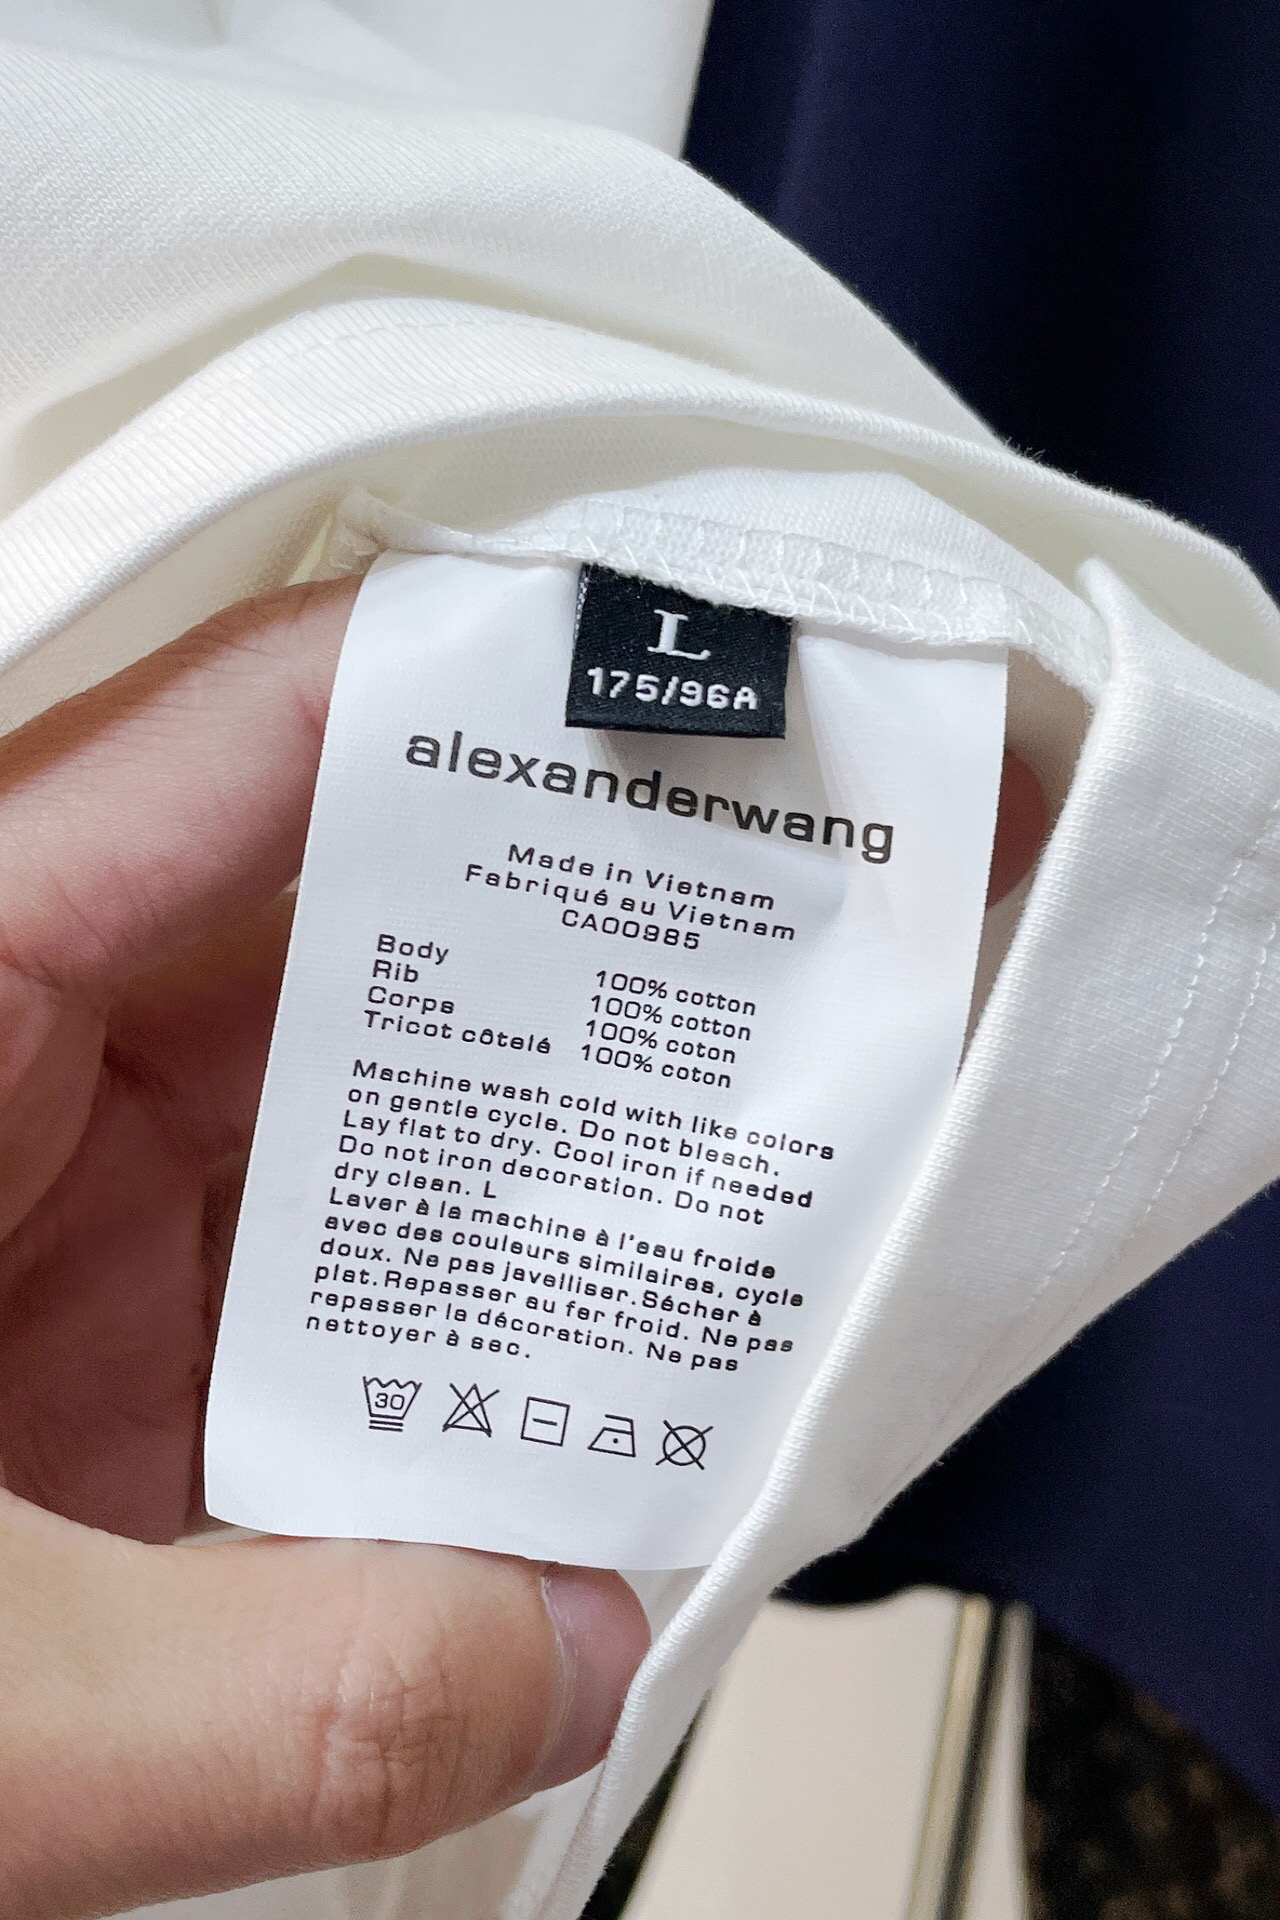 L
175/96A
alexanderwang
Made in Vietnam
Fabriqué au Vietnam
CA00985
Body 100% cotton
Rib 100% cotton
Corps 100% coton
Tricot côtelé 100% coton
Machine wash cold with like colors
on gentle cycle. Do not bleach.
Lay flat to dry. Cool iron if needed
Do not iron decoration. Do not
dry clean. L
Laver à la machine à l'eau froide
avec des couleurs similaires, cycle
doux. Ne pas javelliser. Sécher à
plat. Repasser au fer froid. Ne pas
repasser la décoration. Ne pas
nettoyer à sec.
30